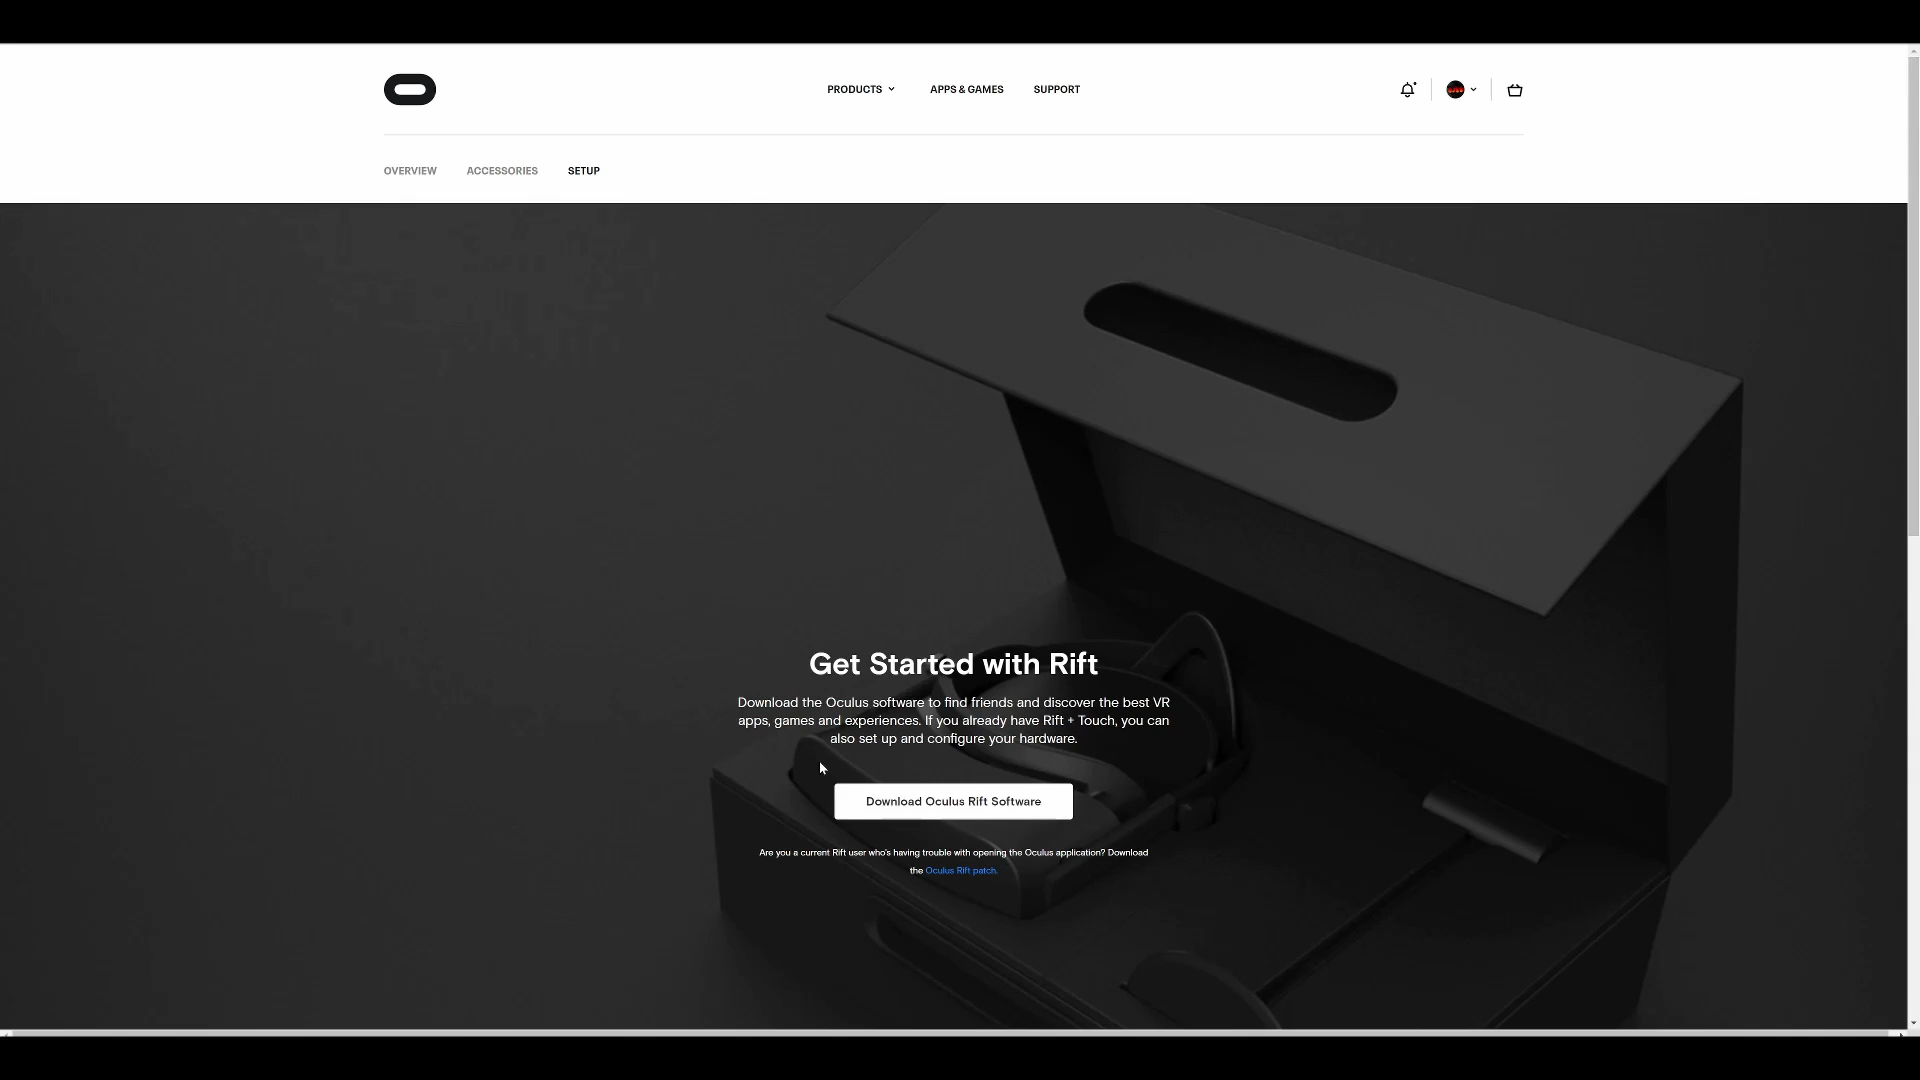 PRODUCTS
APPS & GAMES
SUPPORT
OVERVIEW
ACCESSORIES
SETUP
Get Started with Rift
Download the Oculus software to find friends and discover the best VR
apps, games and experiences. If you already have Rift + Touch, you can
also set up and configure your hardware.
Download Oculus Rift Software
Are you a current Rift user who's having trouble with opening the Oculus application? Download
the Oculus Rift patch.